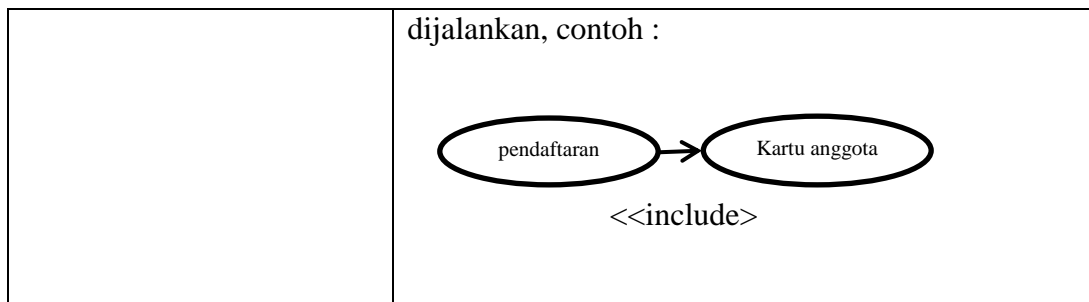 dijalankan, contoh :
pendaftaran
Kartu anggota
<<include>